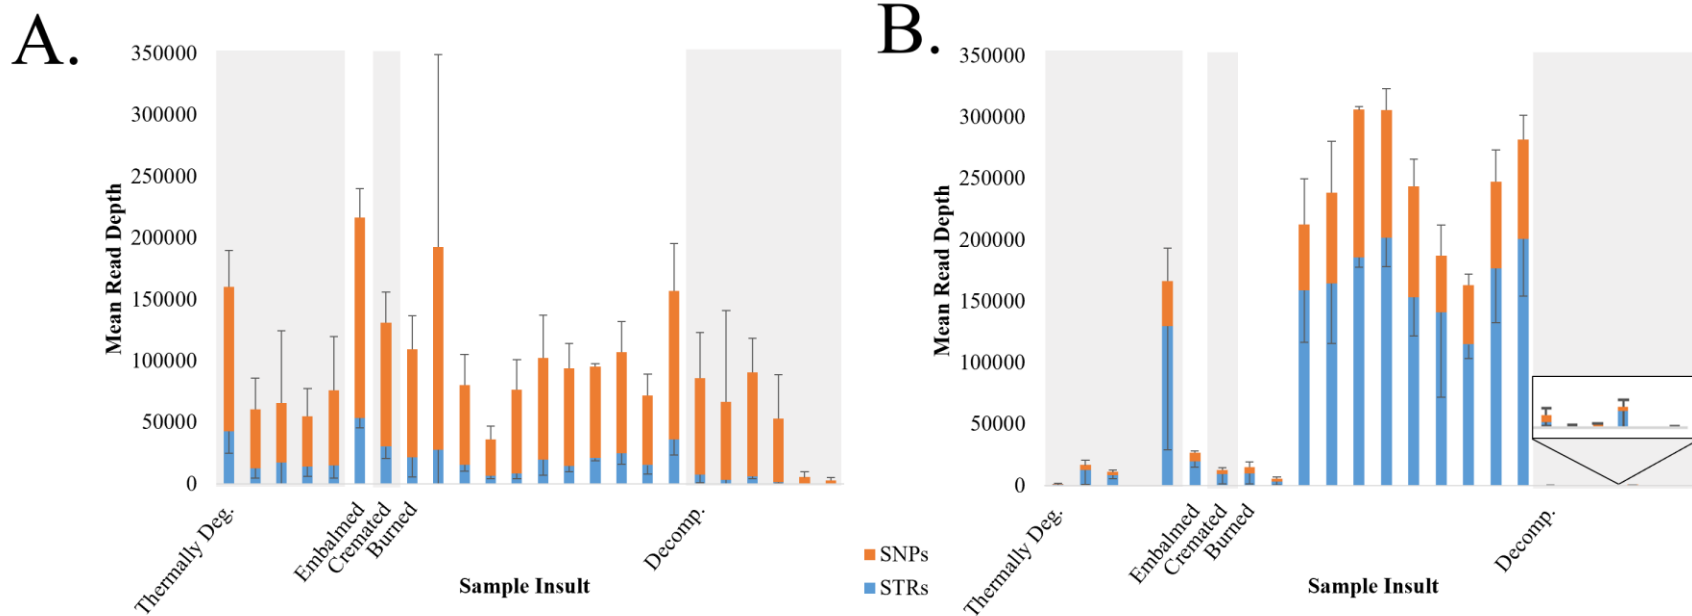 A.
350000
300000
250000
200000
150000
100000
50000
0
Mean Read Depth
Thermally Deg.
Embalmed
Cremated
Burned
Decomp.
Sample Insult
SNPs
STRs
B.
350000
300000
250000
200000
150000
100000
50000
0
Mean Read Depth
Thermally Deg.
Embalmed
Cremated
Burned
Decomp.
Sample Insult